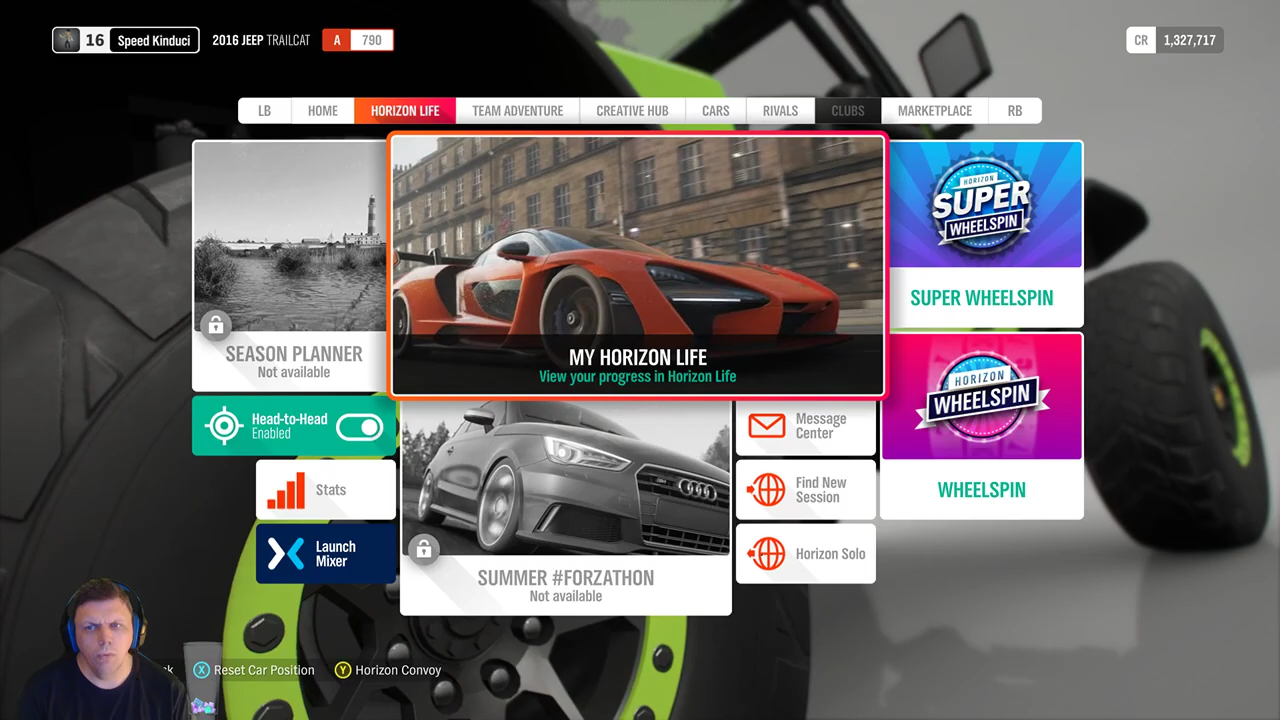 16 Speed Kinduci 2016 JEEP TRAILCAT A 790 CR 1,327,717
LB HOME HORIZON LIFE TEAM ADVENTURE CREATIVE HUB CARS RIVALS CLUBS MARKETPLACE RB
SEASON PLANNER
Not available
MY HORIZON LIFE
View your progress in Horizon Life
HORIZON
SUPER
WHEELSPIN
SUPER WHEELSPIN
Head-to-Head
Enabled
Stats
Launch
Mixer
SUMMER #FORZATHON
Not available
Message
Center
Find New
Session
Horizon Solo
HORIZON
WHEELSPIN
WHEELSPIN
X Reset Car Position Y Horizon Convoy